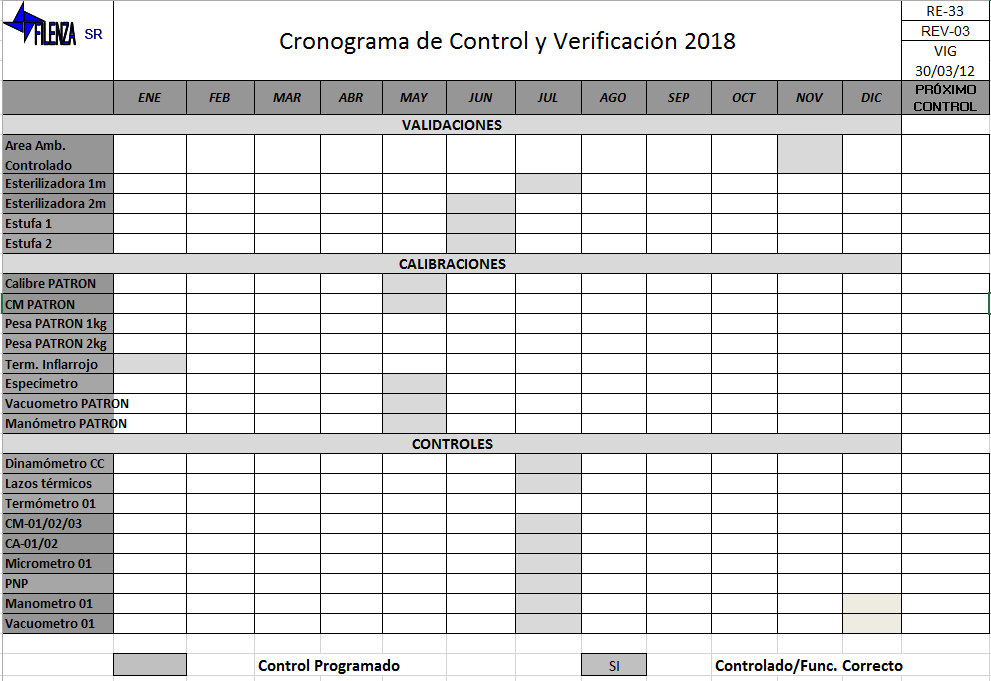 FILENZA SR
Cronograma de Control y Verificación 2018
RE-33
REV-03
VIG
30/03/12
ENE FEB MAR ABR MAY JUN JUL AGO SEP OCT NOV DIC PRÓXIMO
CONTROL
VALIDACIONES
Area Amb.
Controlado
Esterilizadora 1m
Esterilizadora 2m
Estufa 1
Estufa 2
CALIBRACIONES
Calibre PATRON
CM PATRON
Pesa PATRON 1kg
Pesa PATRON 2kg
Term. Inflarrojo
Especimetro
Vacuometro PATRON
Manómetro PATRON
CONTROLES
Dinamómetro CC
Lazos térmicos
Termómetro 01
CM-01/02/03
CA-01/02
Micrometro 01
PNP
Manometro 01
Vacuometro 01
Control Programado SI Controlado/Func. Correcto